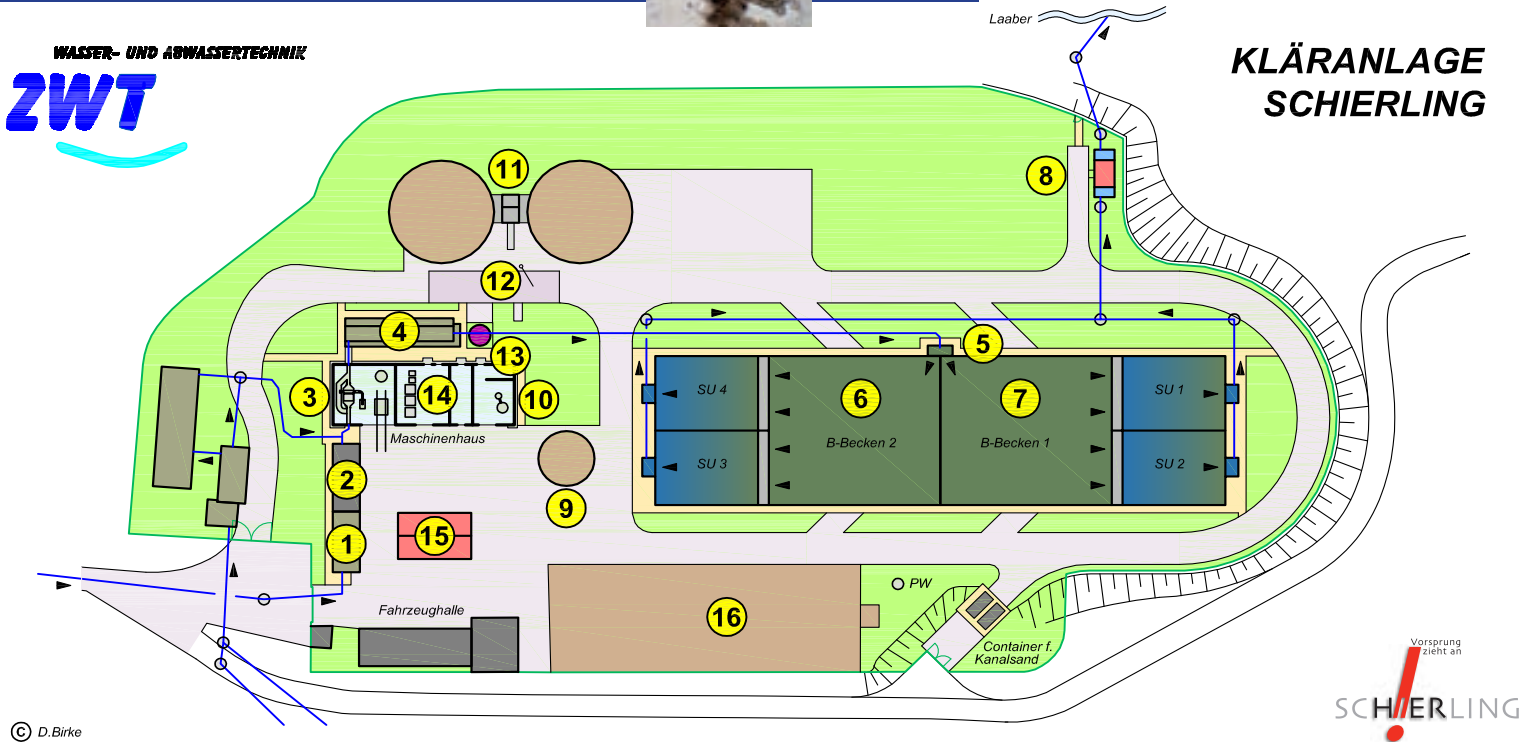 Laaber
WASSER- UND ABWASSERTECHNIK
ZWT
KLÄRANLAGE
SCHIERLING
11
8
12
4
13
5
3
14
10
6
7
SU 4
SU 1
Maschinenhaus
B-Becken 2
B-Becken 1
SU 3
SU 2
2
9
15
1
PW
Fahrzeughalle
16
Container f.
Kanalsand
Vorsprung
zieht an
SCHIERLING
© D.Birke